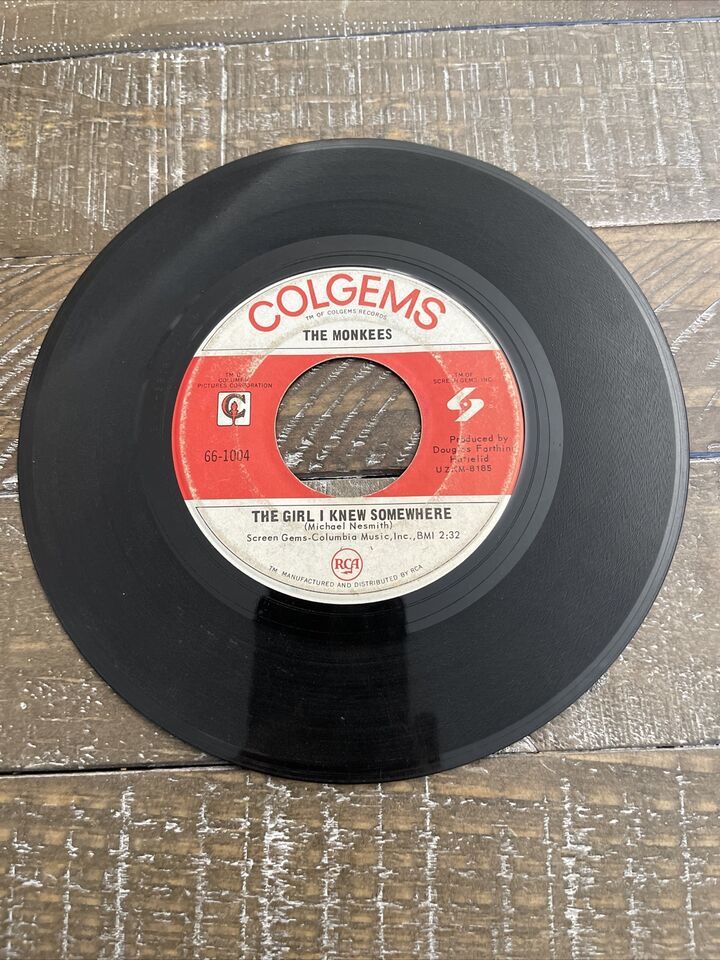 COLGEMS
TM OF COLGEMS RECORDS
THE MONKEES
TM OF
COLUMBIA
PICTURES CORPORATION
C
TM OF
SCREEN GEMS, INC.
S
66-1004
Produced by
Douglas Farthing
Hatfelid
UZKM-8185
THE GIRL I KNEW SOMEWHERE
(Michael Nesmith)
Screen Gems-Columbia Music, Inc., BMI 2:32
RCA
TM MANUFACTURED AND DISTRIBUTED BY RCA